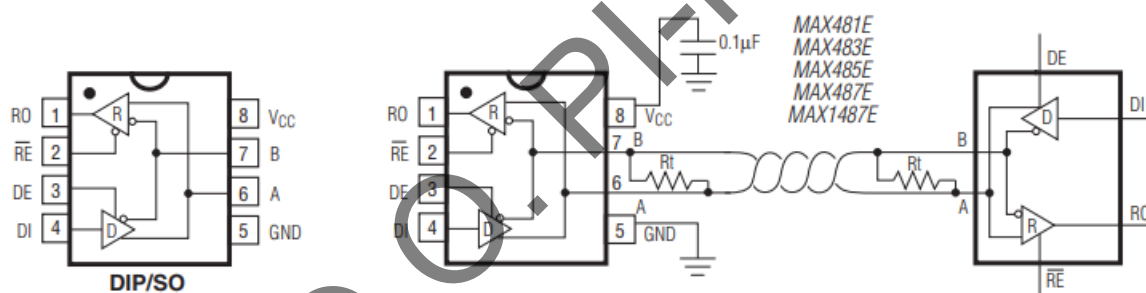 RO 1
RE 2
DE 3
DI 4
R
D
8 VCC
7 B
6 A
5 GND
DIP/SO
RO 1
RE 2
DE 3
DI 4
R
D
0.1µF
8 VCC
7 B
6 A
5 GND
Rt
MAX481E
MAX483E
MAX485E
MAX487E
MAX1487E
Rt
B
A
DE
D
DI
R
RO
RE